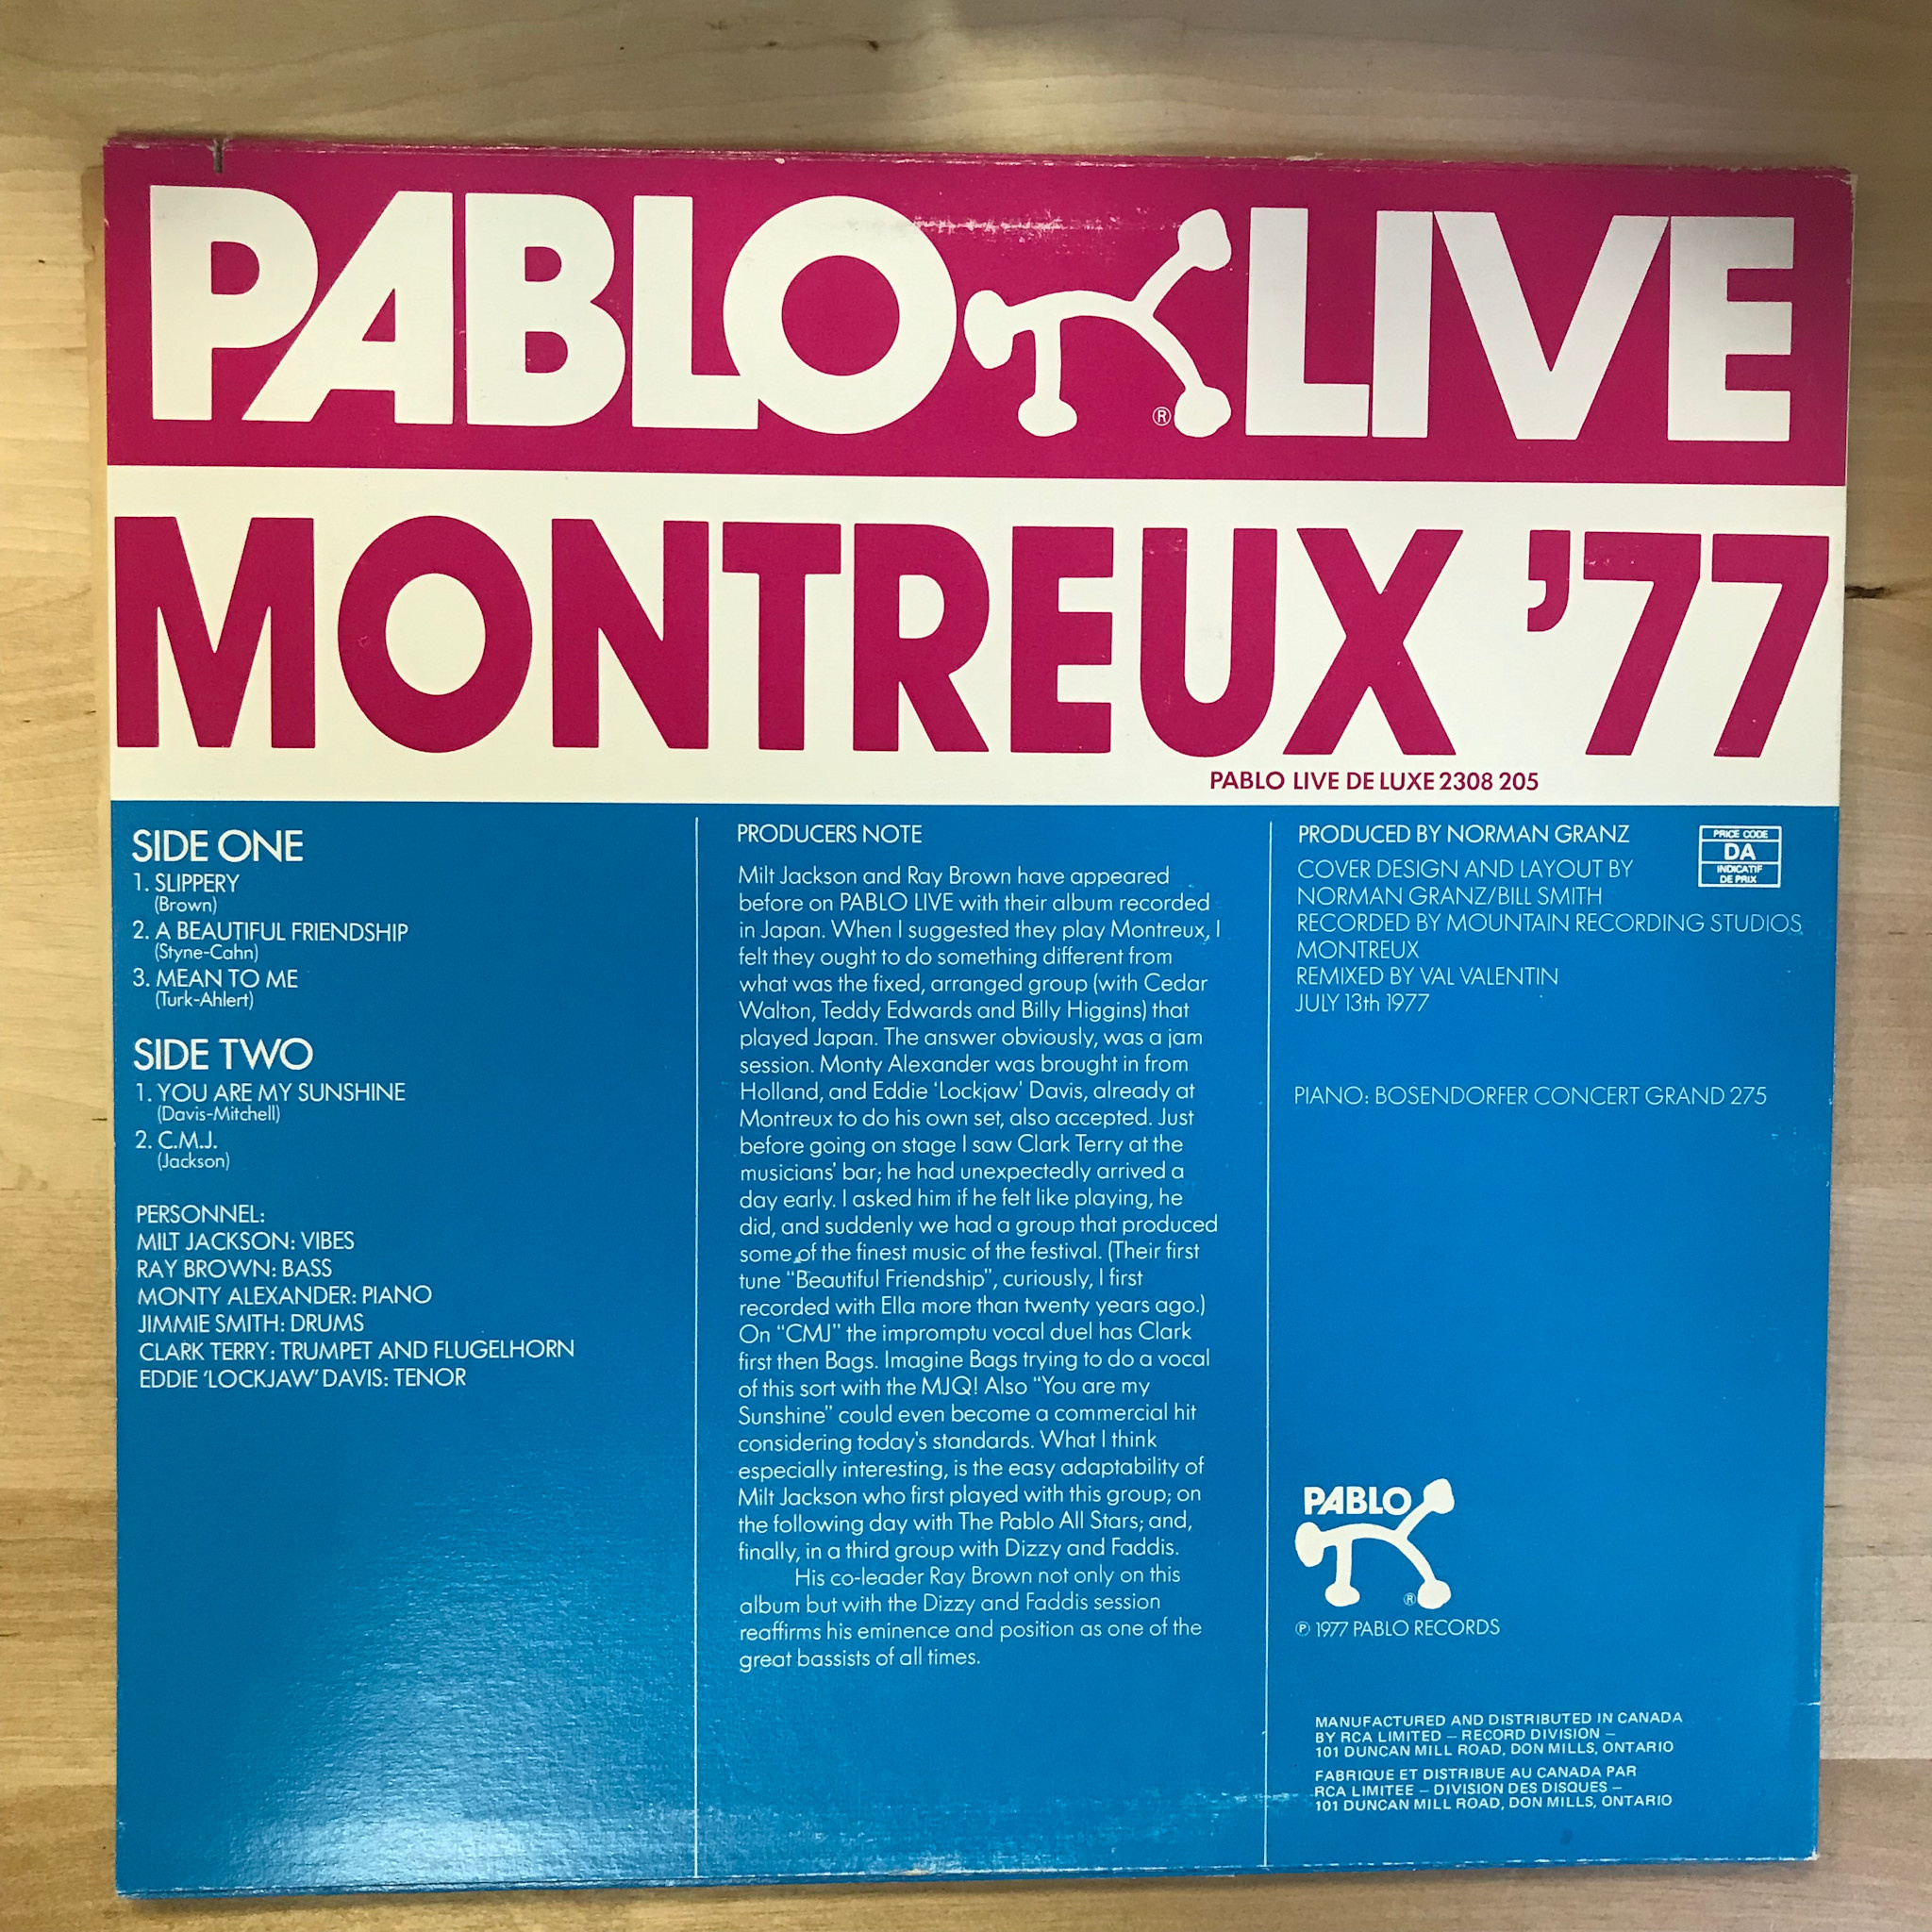 PABLO LIVE
®
MONTREUX '77
PABLO LIVE DE LUXE 2308 205
SIDE ONE
1. SLIPPERY
(Brown)
2. A BEAUTIFUL FRIENDSHIP
(Styne-Cahn)
3. MEAN TO ME
(Turk-Ahlert)
SIDE TWO
1. YOU ARE MY SUNSHINE
(Davis-Mitchell)
2. C.M.J.
(Jackson)
PERSONNEL:
MILT JACKSON: VIBES
RAY BROWN: BASS
MONTY ALEXANDER: PIANO
JIMMIE SMITH: DRUMS
CLARK TERRY: TRUMPET AND FLUGELHORN
EDDIE 'LOCKJAW' DAVIS: TENOR
PRODUCERS NOTE
Milt Jackson and Ray Brown have appeared
before on PABLO LIVE with their album recorded
in Japan. When I suggested they play Montreux, I
felt they ought to do something different from
what was the fixed, arranged group (with Cedar
Walton, Teddy Edwards and Billy Higgins) that
played Japan. The answer obviously, was a jam
session. Monty Alexander was brought in from
Holland, and Eddie 'Lockjaw' Davis, already at
Montreux to do his own set, also accepted. Just
before going on stage I saw Clark Terry at the
musicians' bar; he had unexpectedly arrived a
day early. I asked him if he felt like playing, he
did, and suddenly we had a group that produced
some of the finest music of the festival. (Their first
tune "Beautiful Friendship", curiously, I first
recorded with Ella more than twenty years ago.)
On "CMJ" the impromptu vocal duel has Clark
first then Bags. Imagine Bags trying to do a vocal
of this sort with the MJQ! Also "You are my
Sunshine" could even become a commercial hit
considering today's standards. What I think
especially interesting, is the easy adaptability of
Milt Jackson who first played with this group; on
the following day with The Pablo All Stars; and,
finally, in a third group with Dizzy and Faddis.
His co-leader Ray Brown not only on this
album but with the Dizzy and Faddis session
reaffirms his eminence and position as one of the
great bassists of all times.
PRODUCED BY NORMAN GRANZ
COVER DESIGN AND LAYOUT BY
NORMAN GRANZ/BILL SMITH
RECORDED BY MOUNTAIN RECORDING STUDIOS
MONTREUX
REMIXED BY VAL VALENTIN
JULY 13th 1977
PRICE CODE
DA
INDICATIF
DE PRIX
PIANO: BOSENDORFER CONCERT GRAND 275
PABLO
®
℗ 1977 PABLO RECORDS
MANUFACTURED AND DISTRIBUTED IN CANADA
BY RCA LIMITED – RECORD DIVISION –
101 DUNCAN MILL ROAD, DON MILLS, ONTARIO
FABRIQUE ET DISTRIBUE AU CANADA PAR
RCA LIMITEE – DIVISION DES DISQUES –
101 DUNCAN MILL ROAD, DON MILLS, ONTARIO